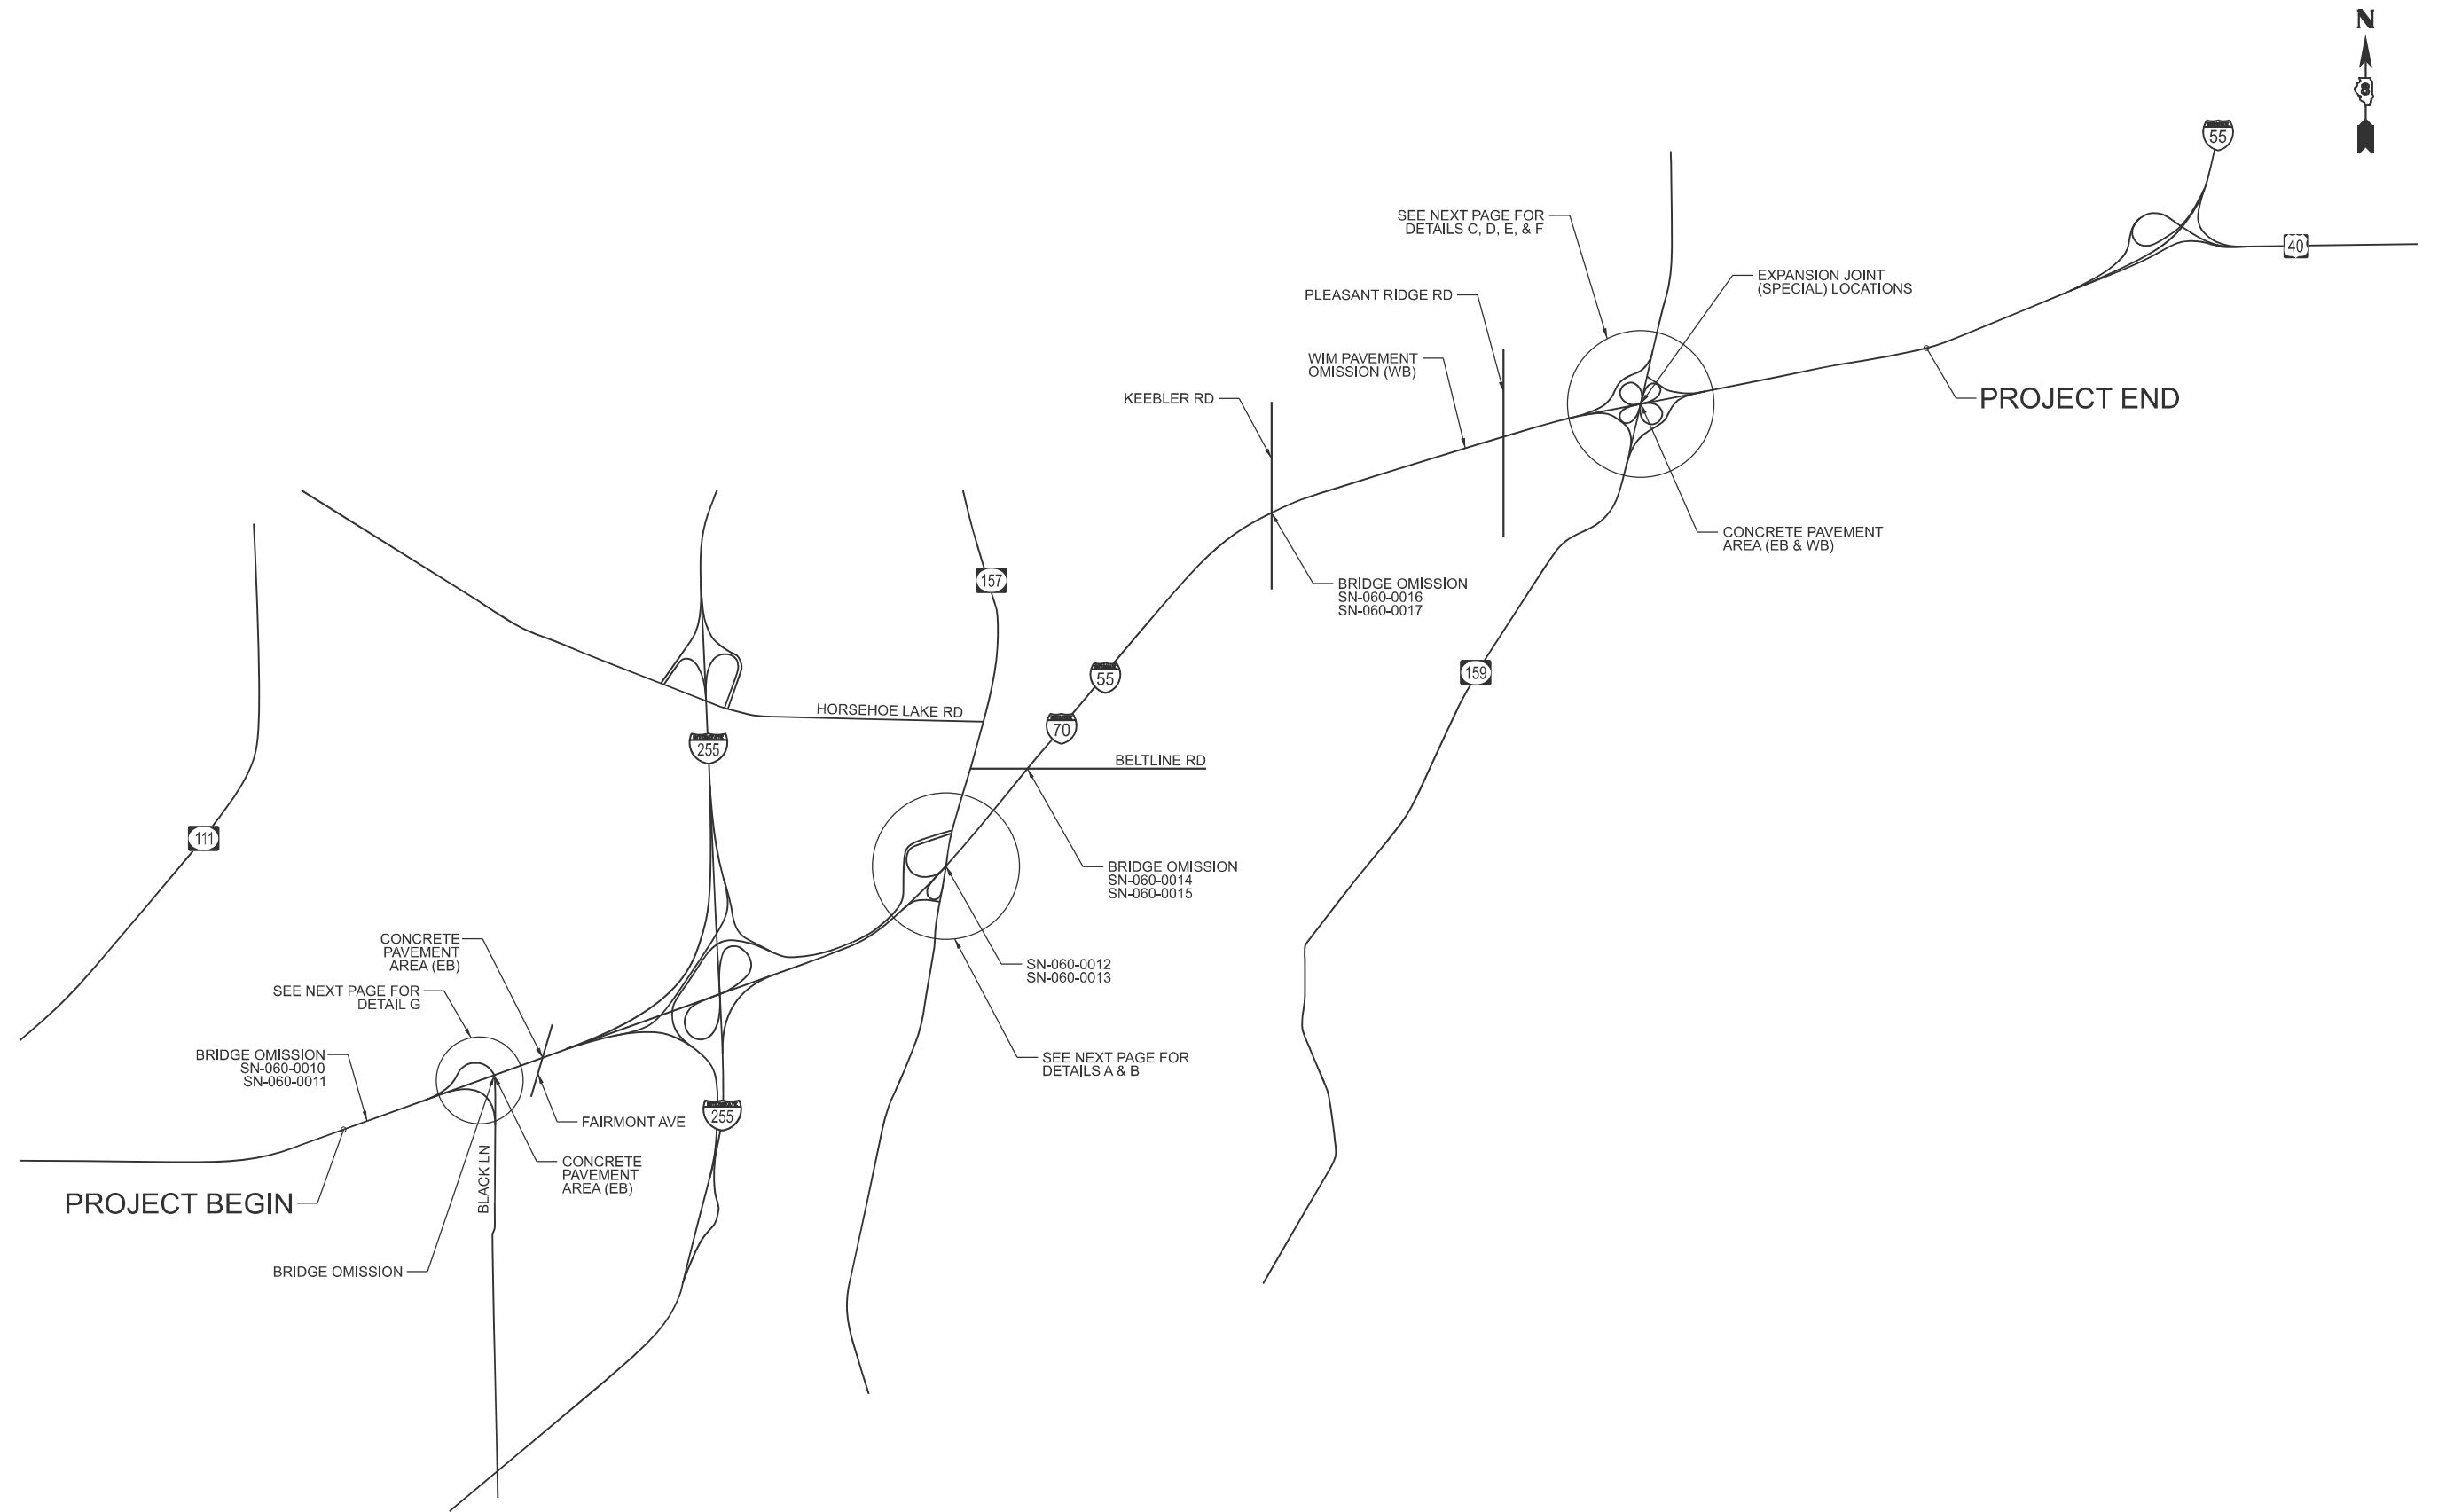 N
55
SEE NEXT PAGE FOR
DETAILS C, D, E, & F
40
EXPANSION JOINT
(SPECIAL) LOCATIONS
PLEASANT RIDGE RD
WIM PAVEMENT
OMISSION (WB)
KEEBLER RD
PROJECT END
CONCRETE PAVEMENT
AREA (EB & WB)
157
BRIDGE OMISSION
SN-060-0016
SN-060-0017
55
159
HORSEHOE LAKE RD
70
255
BELTLINE RD
111
BRIDGE OMISSION
SN-060-0014
SN-060-0015
CONCRETE
PAVEMENT
AREA (EB)
SN-060-0012
SN-060-0013
SEE NEXT PAGE FOR
DETAIL G
BRIDGE OMISSION
SN-060-0010
SN-060-0011
SEE NEXT PAGE FOR
DETAILS A & B
255
FAIRMONT AVE
CONCRETE
PAVEMENT
AREA (EB)
BLACK LN
PROJECT BEGIN
BRIDGE OMISSION